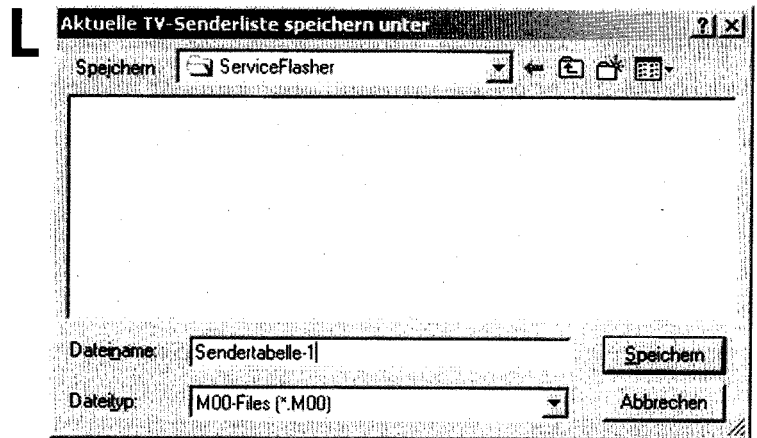 L
Aktuelle TV-Senderliste speichern unter
Speichern ServiceFlasher
Dateiname: Sendertabelle-1
Speichern
Dateityp: M00-Files (*.M00)
Abbrechen